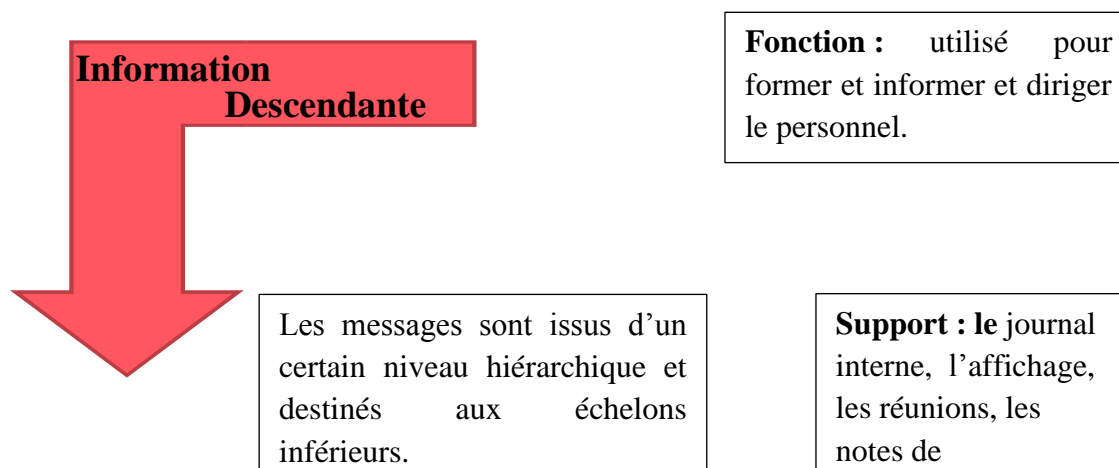 Information
Descendante
Fonction : utilisé pour
former et informer et diriger
le personnel.
Les messages sont issus d’un
certain niveau hiérarchique et
destinés aux échelons
inférieurs.
Support : le journal
interne, l’affichage,
les réunions, les
notes de